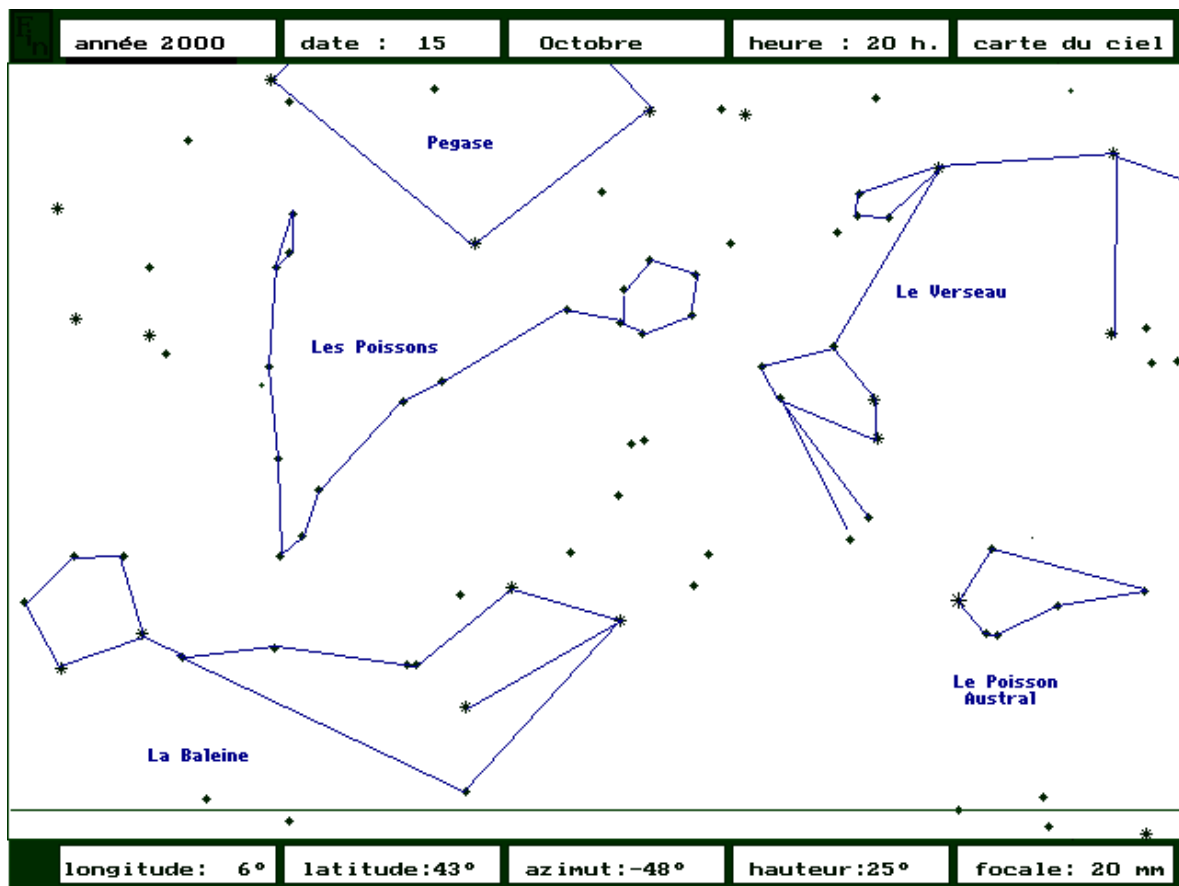 Fin
année 2000
date : 15
Octobre
heure : 20 h.
carte du ciel
Pegase
Le Verseau
Les Poissons
Le Poisson
Austral
La Baleine
longitude: 6°
latitude:43°
azimut:-48°
hauteur:25°
focale: 20 mm